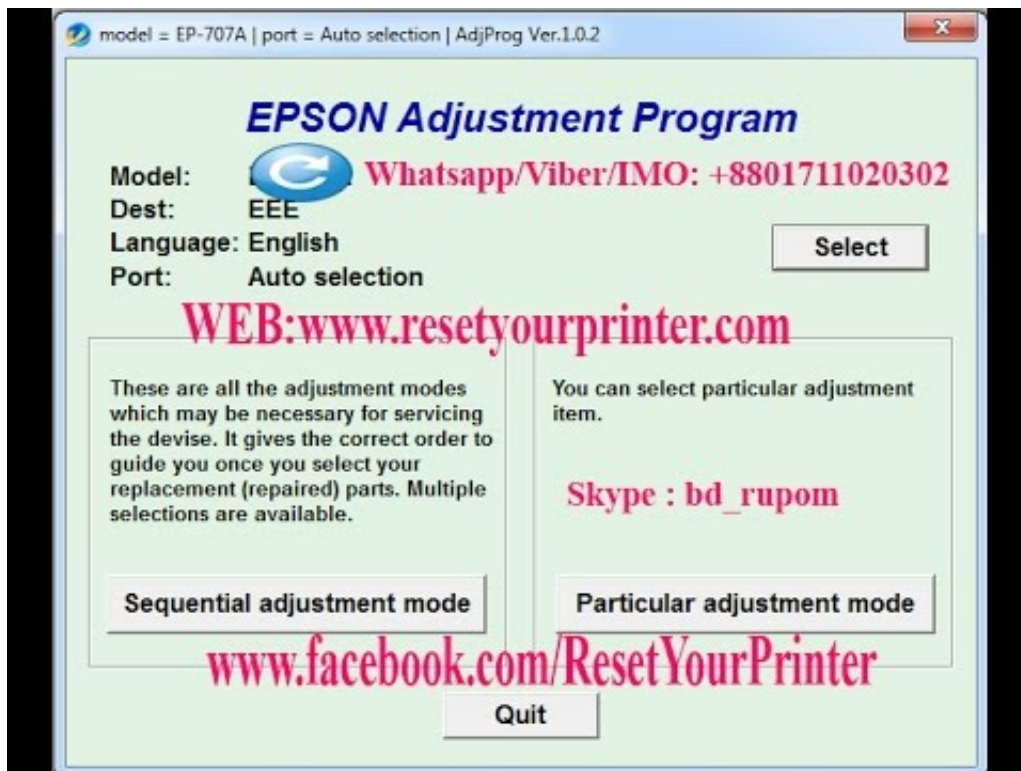 model = EP-707A | port = Auto selection | AdjProg Ver.1.0.2
EPSON Adjustment Program
Model:
Whatsapp/Viber/IMO: +8801711020302
Dest: EEE
Language: English
Select
Port: Auto selection
WEB:www.resetyourprinter.com
These are all the adjustment modes
which may be necessary for servicing
the devise. It gives the correct order to
guide you once you select your
replacement (repaired) parts. Multiple
selections are available.
Sequential adjustment mode
You can select particular adjustment
item.
Skype : bd_rupom
Particular adjustment mode
www.facebook.com/ResetYourPrinter
Quit